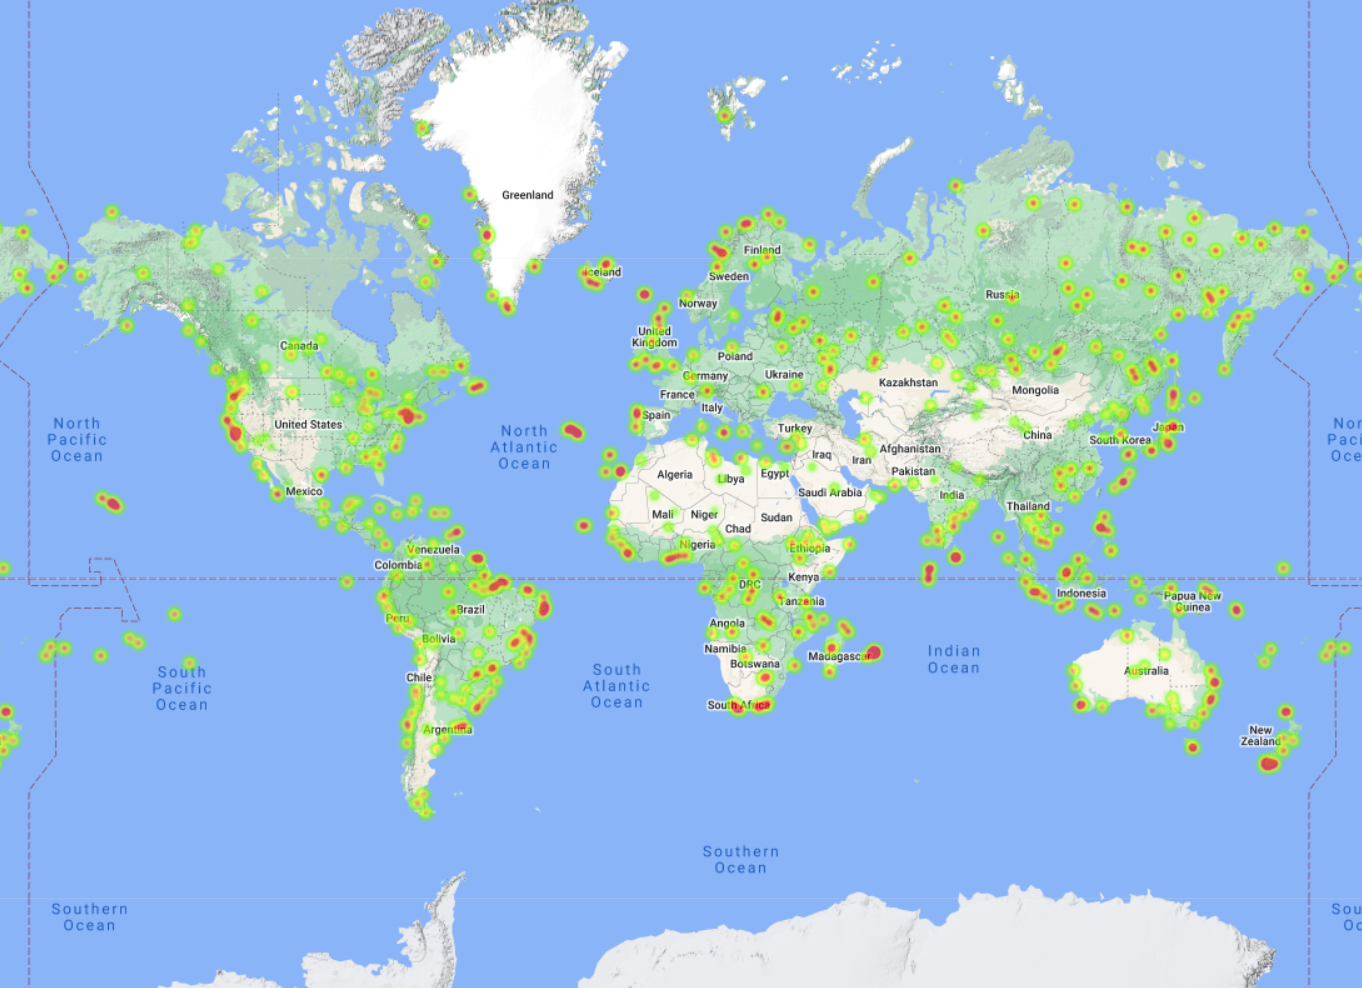 Greenland
Iceland
Finland
Sweden
Norway
Russia
United
Kingdom
Canada
Poland
Germany
Ukraine
Kazakhstan
Mongolia
France
Italy
Spain
United States
North
Pacific
Ocean
North
Atlantic
Ocean
Turkey
China
South Korea
Japan
Nor
Paci
Oce
Iraq
Iran
Afghanistan
Pakistan
Algeria
Libya
Egypt
Saudi Arabia
India
Mexico
Mali
Niger
Chad
Sudan
Thailand
Venezuela
Colombia
Nigeria
Ethiopia
Kenya
DRC
Indonesia
Papua New
Guinea
Peru
Brazil
Tanzania
Angola
Bolivia
Namibia
Botswana
Madagascar
Indian
Ocean
Australia
South
Pacific
Ocean
South
Atlantic
Ocean
Chile
South Africa
Argentina
New
Zealand
Southern
Ocean
Southern
Ocean
Sou
Oc